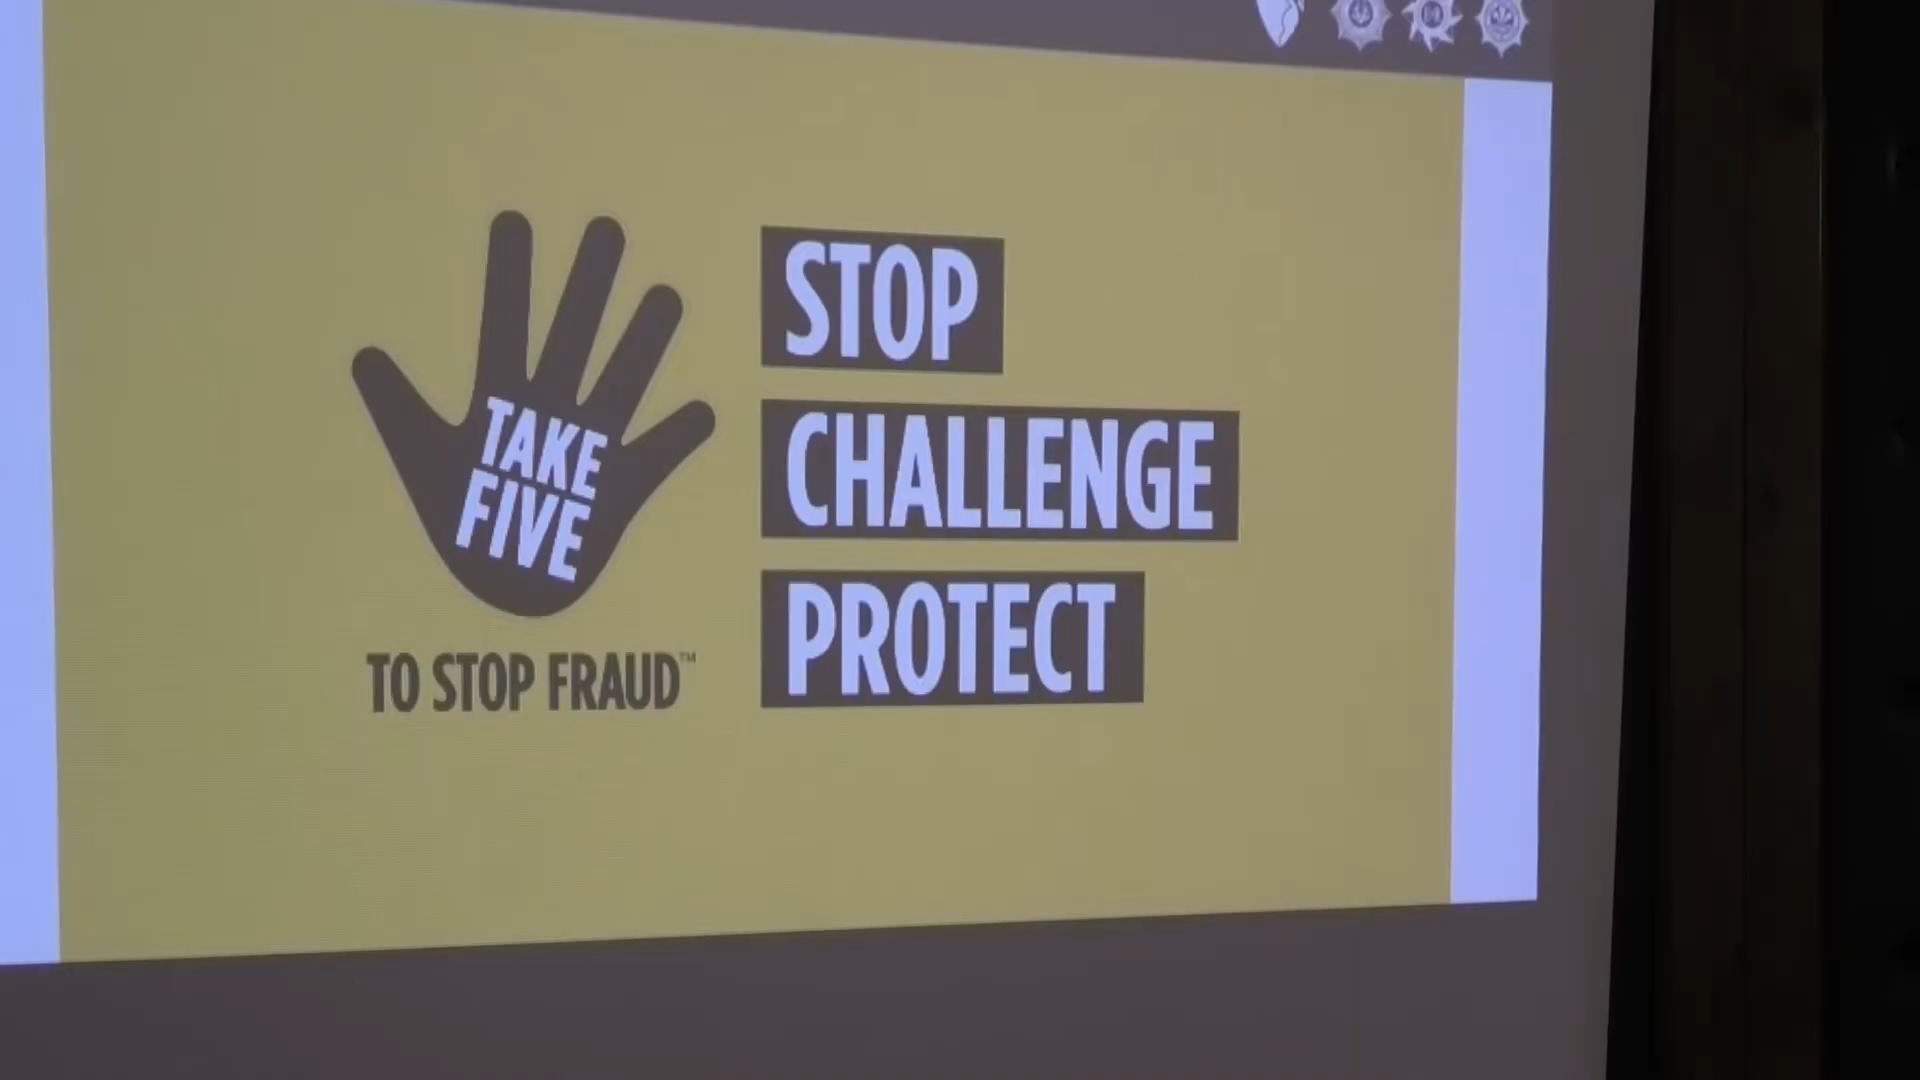 TAKE
FIVE
TO STOP FRAUD™
STOP
CHALLENGE
PROTECT